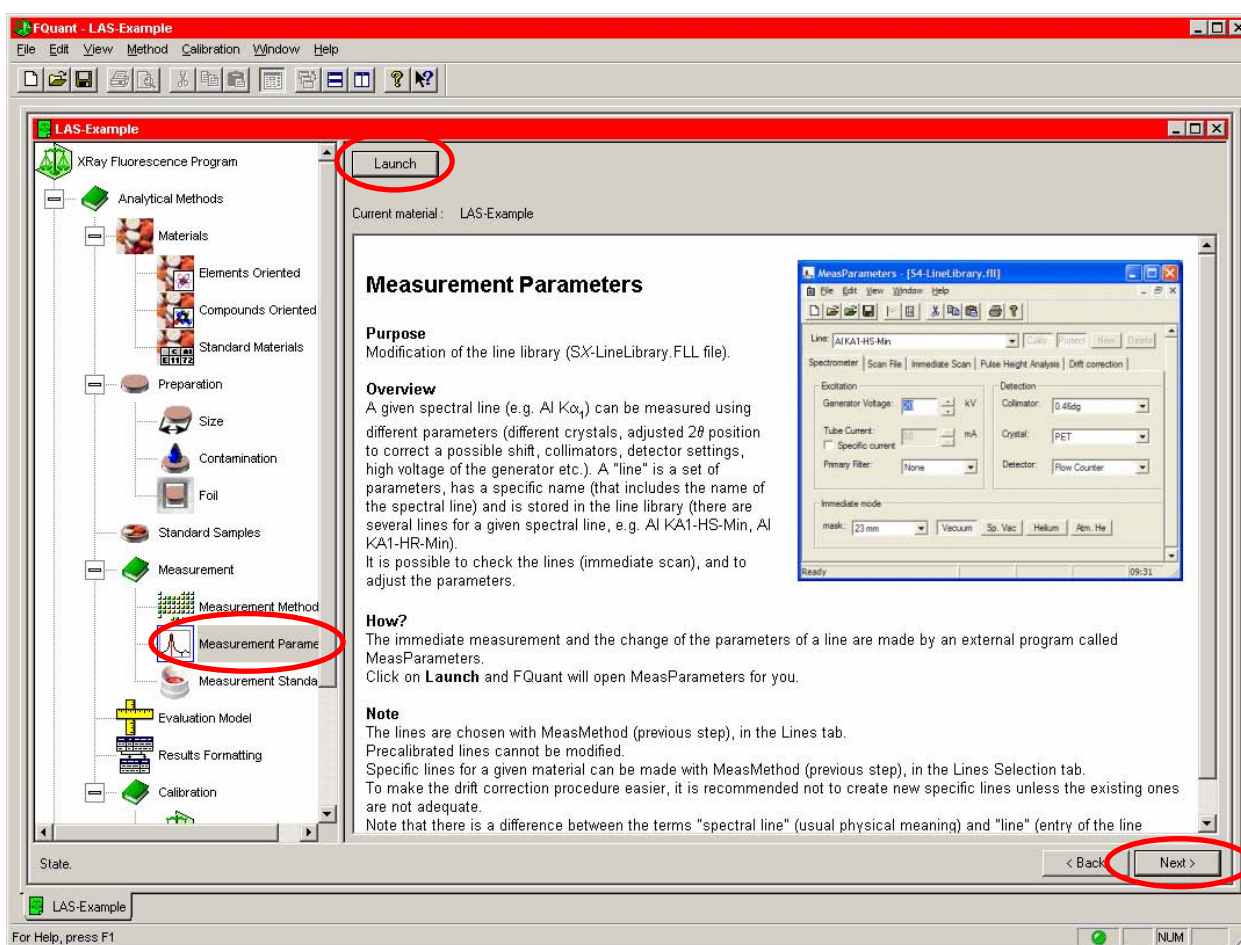 FQuant - LAS-Example
File Edit View Method Calibration Window Help
LAS-Example
XRay Fluorescence Program
Analytical Methods
Materials
Elements Oriented
Compounds Oriented
Standard Materials
Preparation
Size
Contamination
Foil
Standard Samples
Measurement
Measurement Method
Measurement Parame
Measurement Standa
Evaluation Model
Results Formatting
Calibration
Launch
Current material : LAS-Example
Measurement Parameters
Purpose
Modification of the line library (SX-LineLibrary.FLL file).
Overview
A given spectral line (e.g. Al Kα1) can be measured using
different parameters (different crystals, adjusted 2θ position
to correct a possible shift, collimators, detector settings,
high voltage of the generator etc.). A "line" is a set of
parameters, has a specific name (that includes the name of
the spectral line) and is stored in the line library (there are
several lines for a given spectral line, e.g. Al KA1-HS-Min, Al
KA1-HR-Min).
It is possible to check the lines (immediate scan), and to
adjust the parameters.
MeasParameters - [S4-LineLibrary.fll]
File Edit View Window Help
Line: Al KA1-HS-Min Calibr. Protect New Delete
Spectrometer Scan File Immediate Scan Pulse Height Analysis Drift correction
Excitation Detection
Generator Voltage: kV Collimator: 0.46dg
Tube Current: mA Crystal: PET
Specific current
Primary Filter: None Detector: Flow Counter
Immediate mode
mask: 23 mm Vacuum Sp. Vac Helium Atm. He
Ready 09:31
How?
The immediate measurement and the change of the parameters of a line are made by an external program called
MeasParameters.
Click on Launch and FQuant will open MeasParameters for you.
Note
The lines are chosen with MeasMethod (previous step), in the Lines tab.
Precalibrated lines cannot be modified.
Specific lines for a given material can be made with MeasMethod (previous step), in the Lines Selection tab.
To make the drift correction procedure easier, it is recommended not to create new specific lines unless the existing ones
are not adequate.
Note that there is a difference between the terms "spectral line" (usual physical meaning) and "line" (entry of the line
State.
< Back Next >
LAS-Example
For Help, press F1 NUM